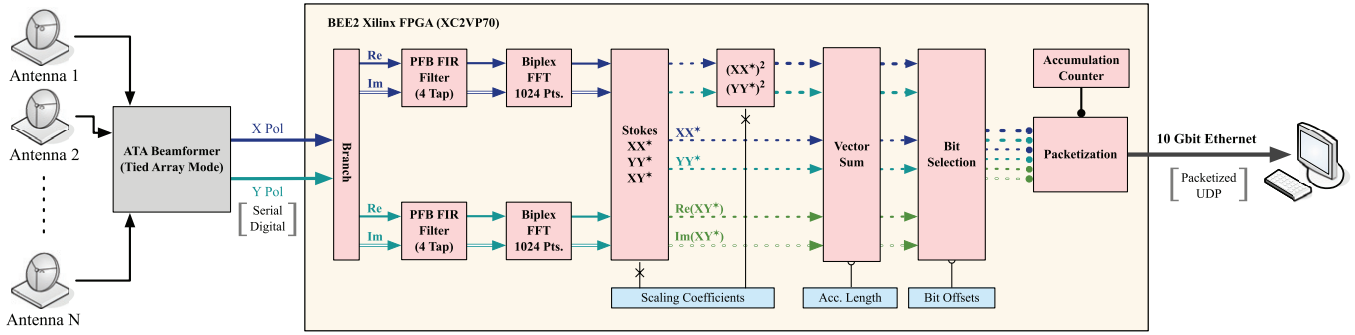 BEE2 Xilinx FPGA (XC2VP70)
Antenna 1
Antenna 2
Antenna N
ATA Beamformer
(Tied Array Mode)
X Pol
Y Pol
Serial
Digital
Branch
Re
Im
PFB FIR
Filter
(4 Tap)
Biplex
FFT
1024 Pts.
Re
Im
PFB FIR
Filter
(4 Tap)
Biplex
FFT
1024 Pts.
Stokes
XX*
YY*
XY*
(XX*)²
(YY*)²
XX*
YY*
Re(XY*)
Im(XY*)
Scaling Coefficients
Vector
Sum
Acc. Length
Bit
Selection
Bit Offsets
Accumulation
Counter
Packetization
10 Gbit Ethernet
Packetized
UDP